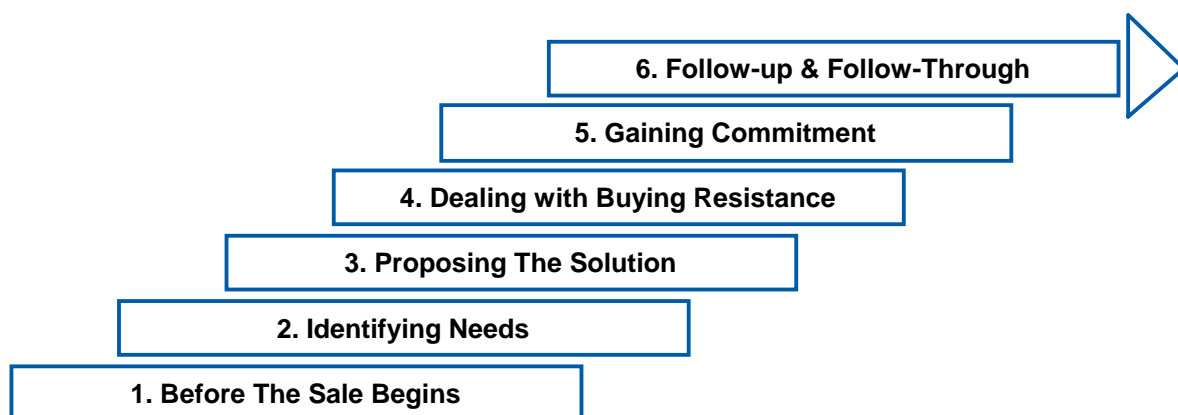 6. Follow-up & Follow-Through
5. Gaining Commitment
4. Dealing with Buying Resistance
3. Proposing The Solution
2. Identifying Needs
1. Before The Sale Begins